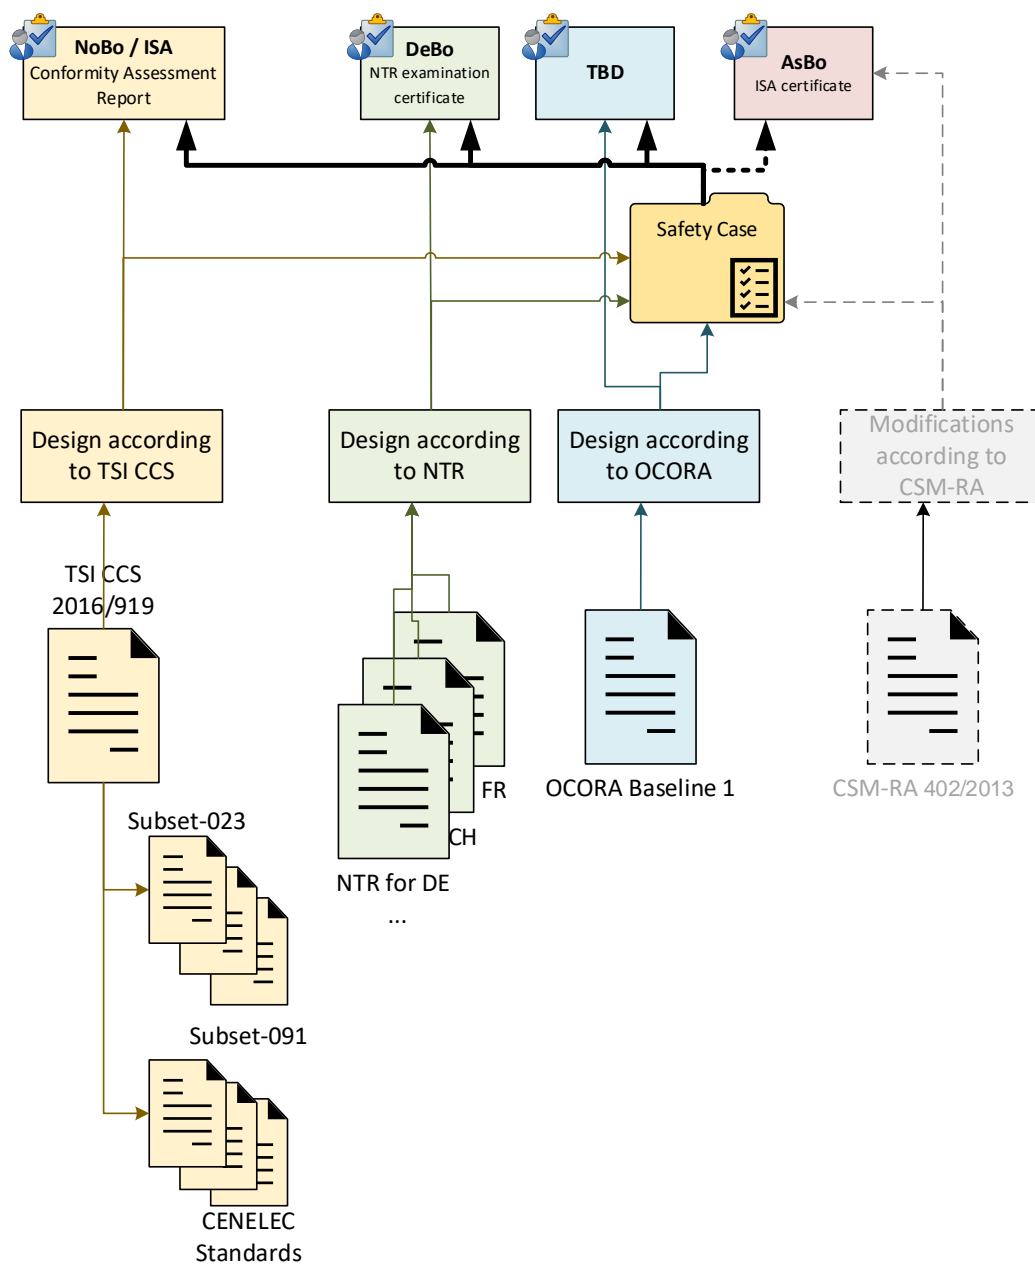 NoBo / ISA
Conformity Assessment
Report
DeBo
NTR examination
certificate
TBD
AsBo
ISA certificate
Safety Case
Design according
to TSI CCS
Design according
to NTR
Design according
to OCORA
Modifications
according to
CSM-RA
TSI CCS
2016/919
FR
CH
NTR for DE
...
OCORA Baseline 1
CSM-RA 402/2013
Subset-023
Subset-091
CENELEC
Standards